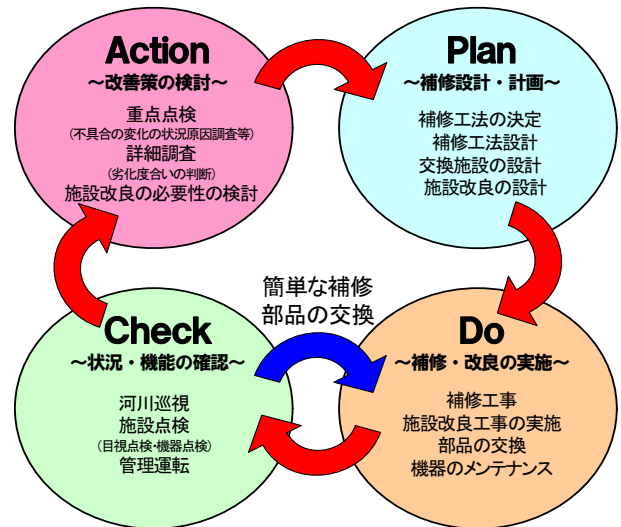 Action
～改善策の検討～
重点点検
(不具合の変化の状況原因調査等)
詳細調査
(劣化度合いの判断)
施設改良の必要性の検討
Plan
～補修設計・計画～
補修工法の決定
補修工法設計
交換施設の設計
施設改良の設計
簡単な補修
部品の交換
Check
～状況・機能の確認～
河川巡視
施設点検
(目視点検・機器点検)
管理運転
Do
～補修・改良の実施～
補修工事
施設改良工事の実施
部品の交換
機器のメンテナンス